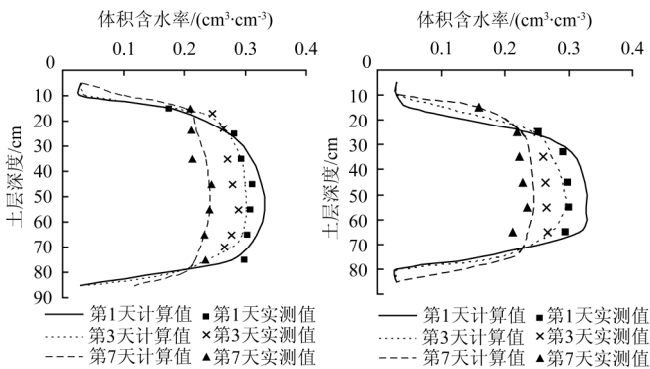 体积含水率/(cm³·cm⁻³)
0.1 0.2 0.3 0.4
0
10
20
30
40
50
60
70
80
90
土层深度/cm
第1天计算值 第1天实测值
第3天计算值 第3天实测值
第7天计算值 第7天实测值
体积含水率/(cm³·cm⁻³)
0.1 0.2 0.3 0.4
0
10
20
30
40
50
60
70
80
土层深度/cm
第1天计算值 第1天实测值
第3天计算值 第3天实测值
第7天计算值 第7天实测值